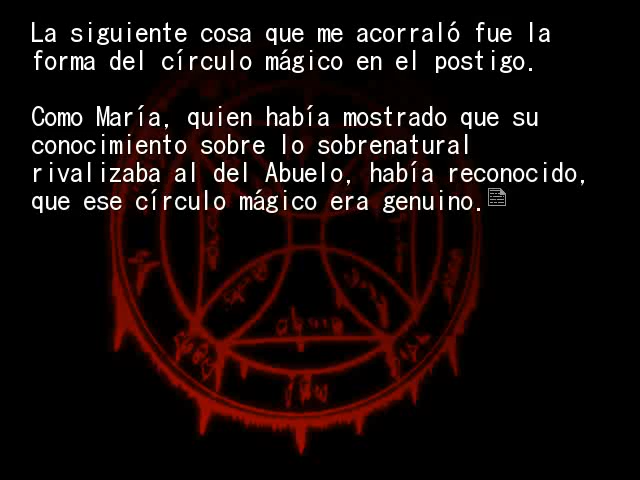 La siguiente cosa que me acorraló fue la
forma del círculo mágico en el postigo.
Como María, quien había mostrado que su
conocimiento sobre lo sobrenatural
rivalizaba al del Abuelo, había reconocido,
que ese círculo mágico era genuino.